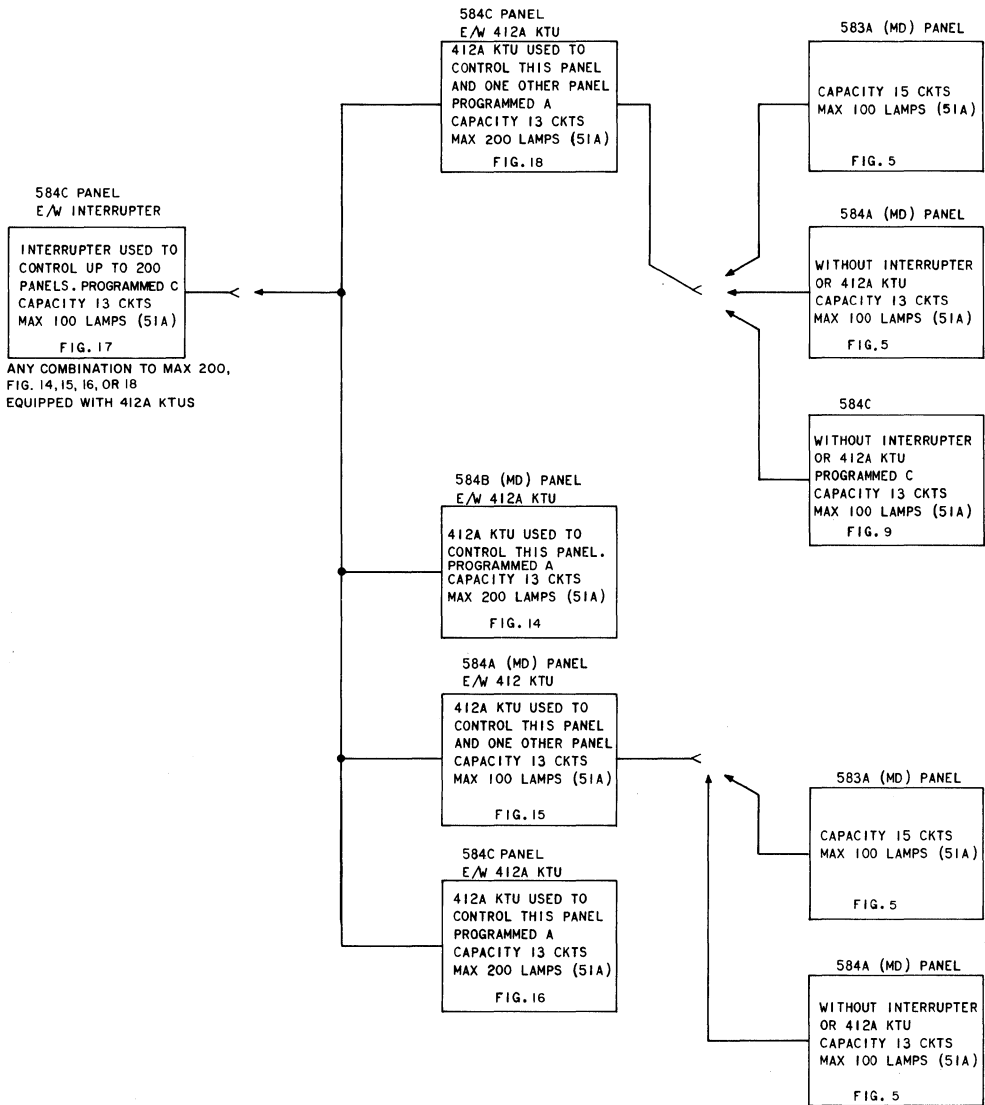 584C PANEL
E/W INTERRUPTER
INTERRUPTER USED TO
CONTROL UP TO 200
PANELS. PROGRAMMED C
CAPACITY 13 CKTS
MAX 100 LAMPS (51A)
FIG. 17
ANY COMBINATION TO MAX 200,
FIG. 14, 15, 16, OR 18
EQUIPPED WITH 412A KTUS
584C PANEL
E/W 412A KTU
412A KTU USED TO
CONTROL THIS PANEL
AND ONE OTHER PANEL
PROGRAMMED A
CAPACITY 13 CKTS
MAX 200 LAMPS (51A)
FIG. 18
584B (MD) PANEL
E/W 412A KTU
412A KTU USED TO
CONTROL THIS PANEL.
PROGRAMMED A
CAPACITY 13 CKTS
MAX 200 LAMPS (51A)
FIG. 14
584A (MD) PANEL
E/W 412 KTU
412A KTU USED TO
CONTROL THIS PANEL
AND ONE OTHER PANEL
CAPACITY 13 CKTS
MAX 100 LAMPS (51A)
FIG. 15
584C PANEL
E/W 412A KTU
412A KTU USED TO
CONTROL THIS PANEL
PROGRAMMED A
CAPACITY 13 CKTS
MAX 200 LAMPS (51A)
FIG. 16
583A (MD) PANEL
CAPACITY 15 CKTS
MAX 100 LAMPS (51A)
FIG. 5
584A (MD) PANEL
WITHOUT INTERRUPTER
OR 412A KTU
CAPACITY 13 CKTS
MAX 100 LAMPS (51A)
FIG. 5
584C
WITHOUT INTERRUPTER
OR 412A KTU
PROGRAMMED C
CAPACITY 13 CKTS
MAX 100 LAMPS (51A)
FIG. 9
583A (MD) PANEL
CAPACITY 15 CKTS
MAX 100 LAMPS (51A)
FIG. 5
584A (MD) PANEL
WITHOUT INTERRUPTER
OR 412A KTU
CAPACITY 13 CKTS
MAX 100 LAMPS (51A)
FIG. 5